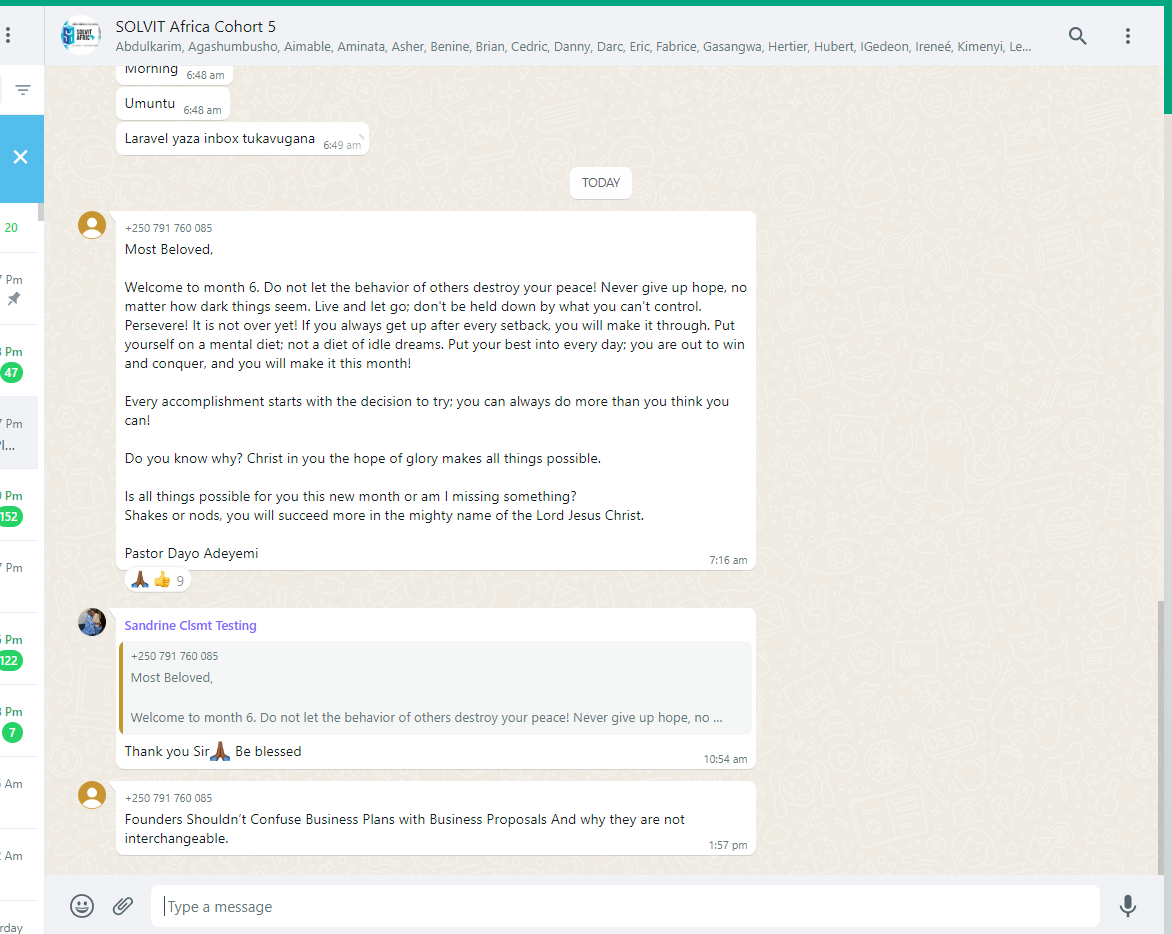 SOLVIT Africa Cohort 5
Abdulkarim, Agashumbusho, Aimable, Aminata, Asher, Benine, Brian, Cedric, Danny, Darc, Eric, Fabrice, Gasangwa, Hertier, Hubert, IGedeon, Ireneé, Kimenyi, Le...
SOLVIT
AFRICA
Morning 6:48 am
Umuntu 6:48 am
Laravel yaza inbox tukavugana 6:49 am
TODAY
+250 791 760 085
Most Beloved,
Welcome to month 6. Do not let the behavior of others destroy your peace! Never give up hope, no
matter how dark things seem. Live and let go; don't be held down by what you can't control.
Persevere! It is not over yet! If you always get up after every setback, you will make it through. Put
yourself on a mental diet; not a diet of idle dreams. Put your best into every day; you are out to win
and conquer, and you will make it this month!
Every accomplishment starts with the decision to try; you can always do more than you think you
can!
Do you know why? Christ in you the hope of glory makes all things possible.
Is all things possible for you this new month or am I missing something?
Shakes or nods, you will succeed more in the mighty name of the Lord Jesus Christ.
Pastor Dayo Adeyemi
7:16 am
9
Sandrine Clsmt Testing
+250 791 760 085
Most Beloved,
Welcome to month 6. Do not let the behavior of others destroy your peace! Never give up hope, no ...
Thank you Sir🙏🏾 Be blessed
10:54 am
+250 791 760 085
Founders Shouldn't Confuse Business Plans with Business Proposals And why they are not
interchangeable.
1:57 pm
Type a message
20
7 Pm
Pm
47
7 Pm
Pm
152
7 Pm
Pm
122
Pm
7
Am
Am
rday